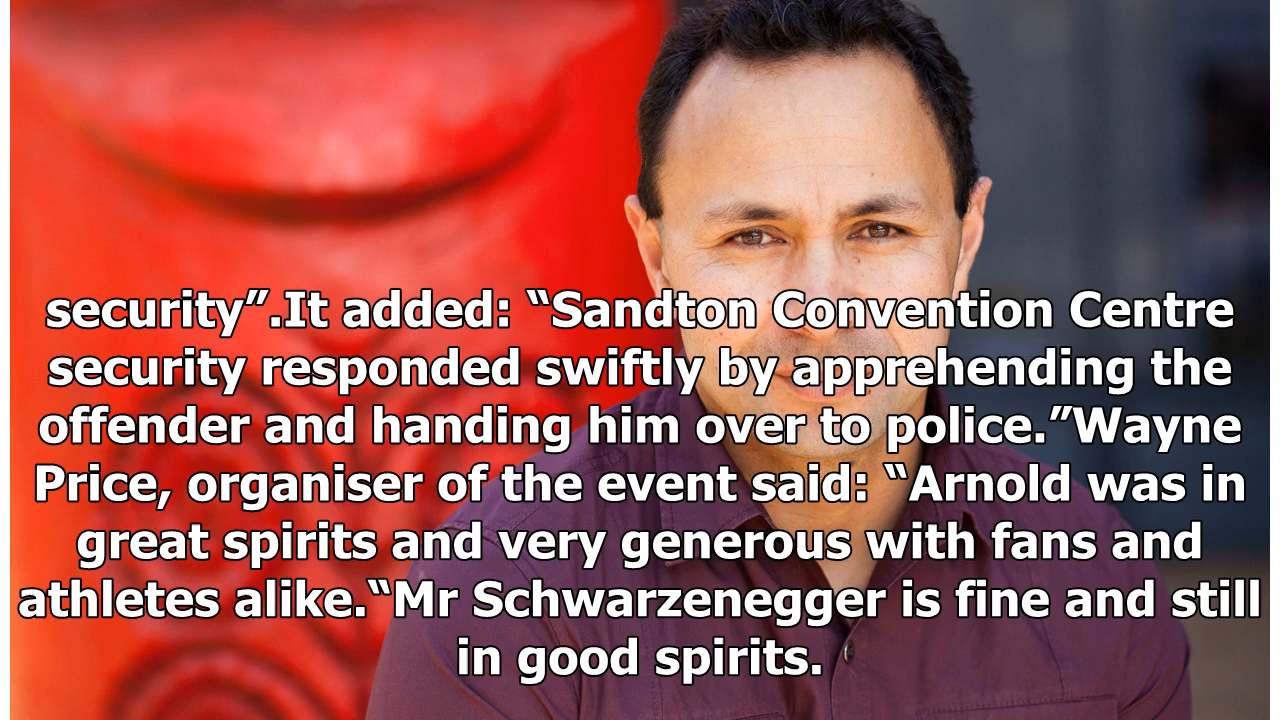 security”.It added: “Sandton Convention Centre
security responded swiftly by apprehending the
offender and handing him over to police.”Wayne
Price, organiser of the event said: “Arnold was in
great spirits and very generous with fans and
athletes alike.“Mr Schwarzenegger is fine and still
in good spirits.